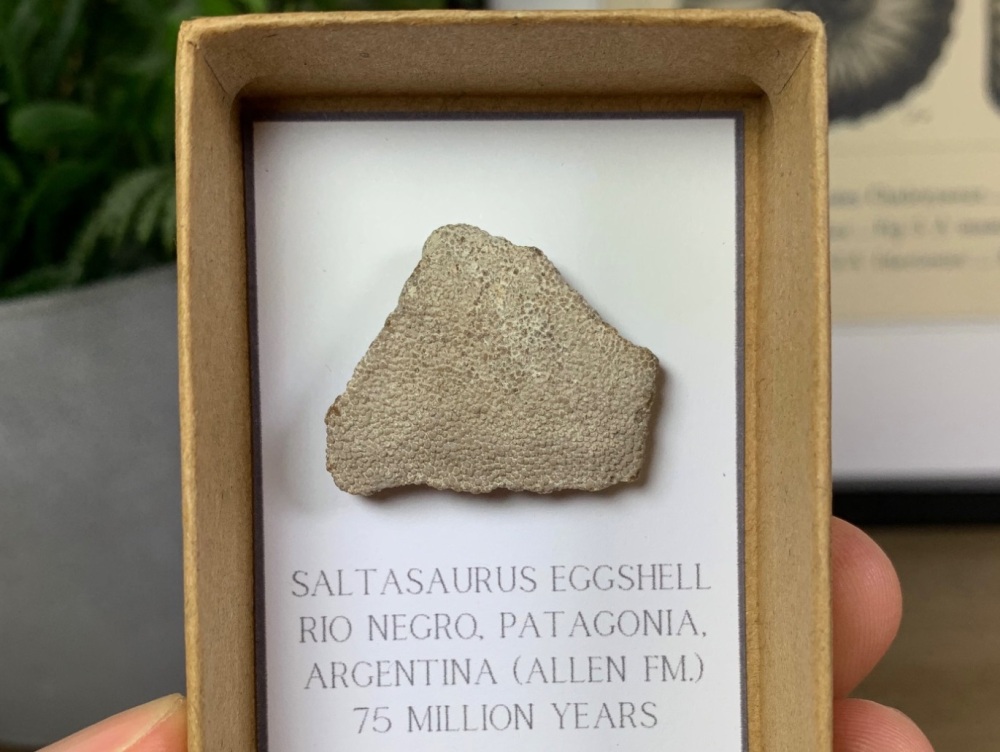 SALTASAURUS EGGSHELL
RIO NEGRO, PATAGONIA,
ARGENTINA (ALLEN FM.)
75 MILLION YEARS